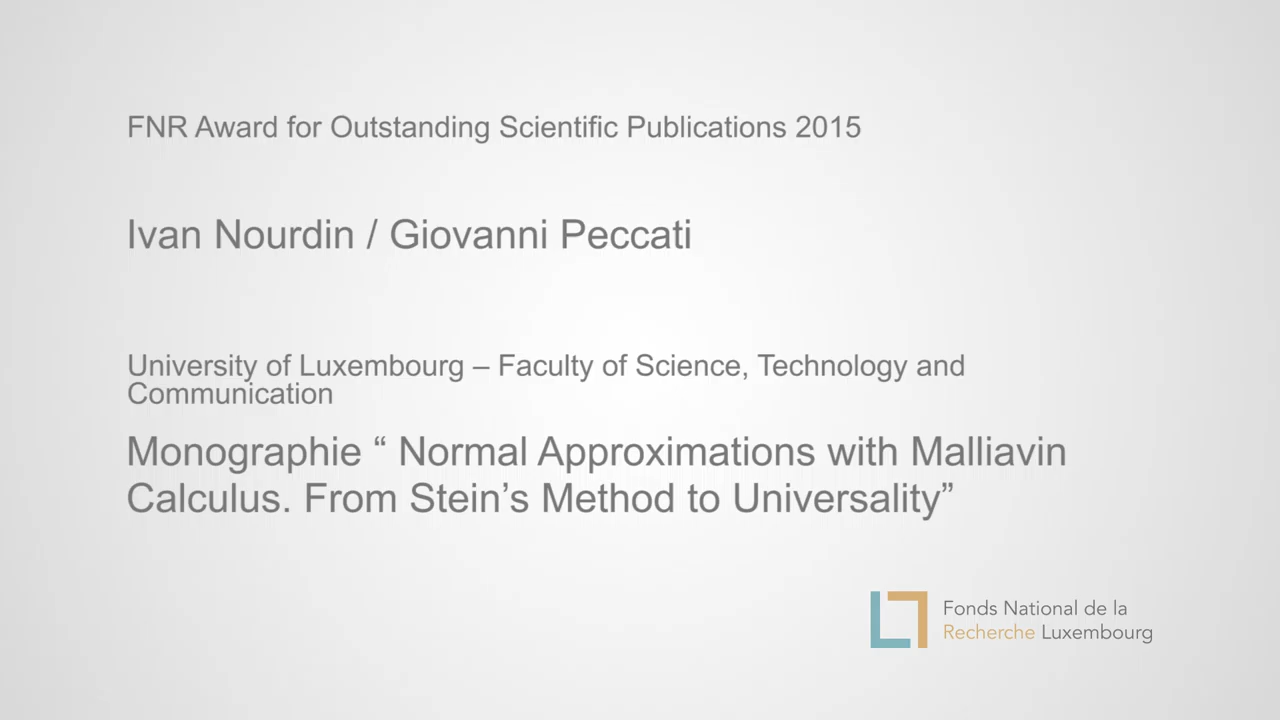 FNR Award for Outstanding Scientific Publications 2015
Ivan Nourdin / Giovanni Peccati
University of Luxembourg – Faculty of Science, Technology and
Communication
Monographie “ Normal Approximations with Malliavin
Calculus. From Stein’s Method to Universality”
Fonds National de la
Recherche Luxembourg